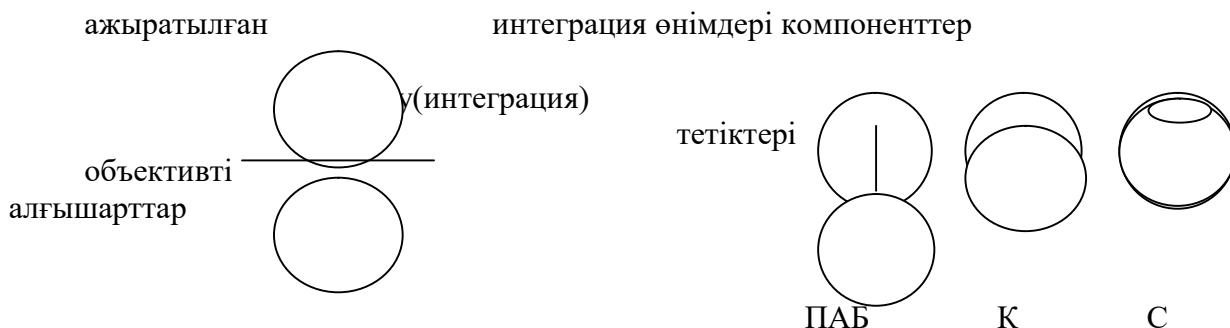 ажыратылған интеграция өнімдері компоненттер
у(интеграция)
тетіктері
объективті
алғышарттар
ПАБ К С